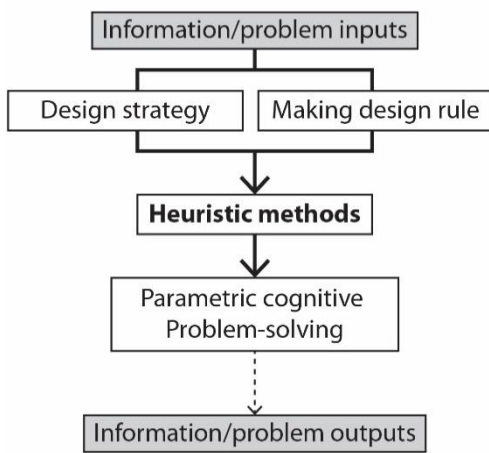 Information/problem inputs
Design strategy
Making design rule
Heuristic methods
Parametric cognitive
Problem-solving
Information/problem outputs